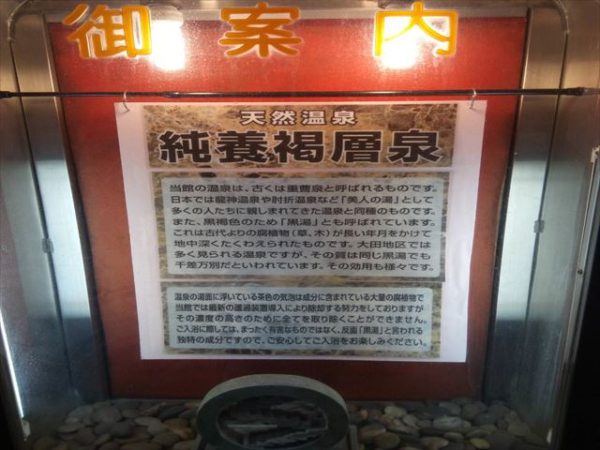 御案内
天然温泉
純養褐層泉
当館の温泉は、古くは重曹泉と呼ばれるものです。
日本では龍神温泉や肘折温泉など「美人の湯」として
多くの人たちに親しまれてきた温泉と同種のものです。
また、黒褐色のため「黒湯」とも呼ばれています。
これは古代よりの腐植物（草、木）が長い年月をかけて
地中深くたくわえられたものです。大田地区では
多く見られる温泉ですが、その質は同じ黒湯でも
千差万別だといわれています。その効用も様々です。
温泉の湯面に浮いている茶色の気泡は成分に含まれている大量の腐植物で
当館では最新の濾過装置導入により除却する努力をしておりますが
その濃度の高さのために全てを取り除くことができません。
ご入浴に際しては、まったく有害なものではなく、反面「黒湯」と言われる
独特の成分ですので、ご安心してご入浴をお楽しみください。